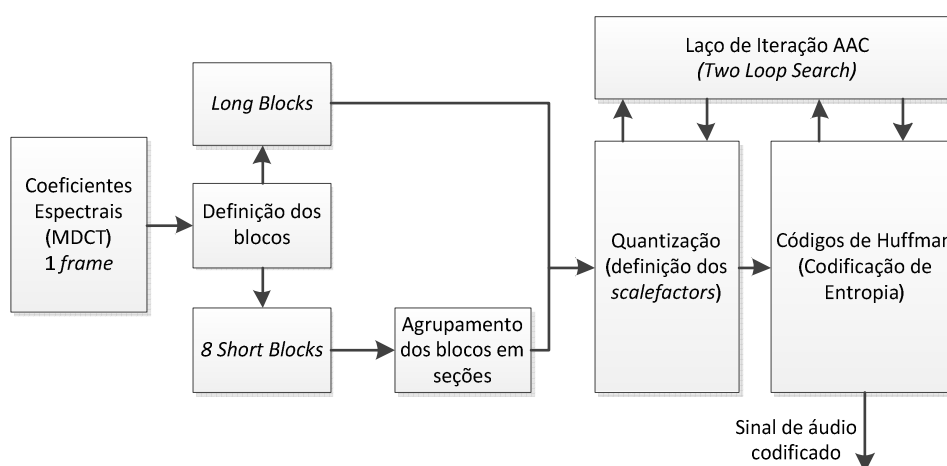 Coeficientes
Espectrais
(MDCT)
1 frame
Long Blocks
Definição dos
blocos
8 Short Blocks
Agrupamento
dos blocos em
seções
Laço de Iteração AAC
(Two Loop Search)
Quantização
(definição dos
scalefactors)
Códigos de Huffman
(Codificação de
Entropia)
Sinal de áudio
codificado